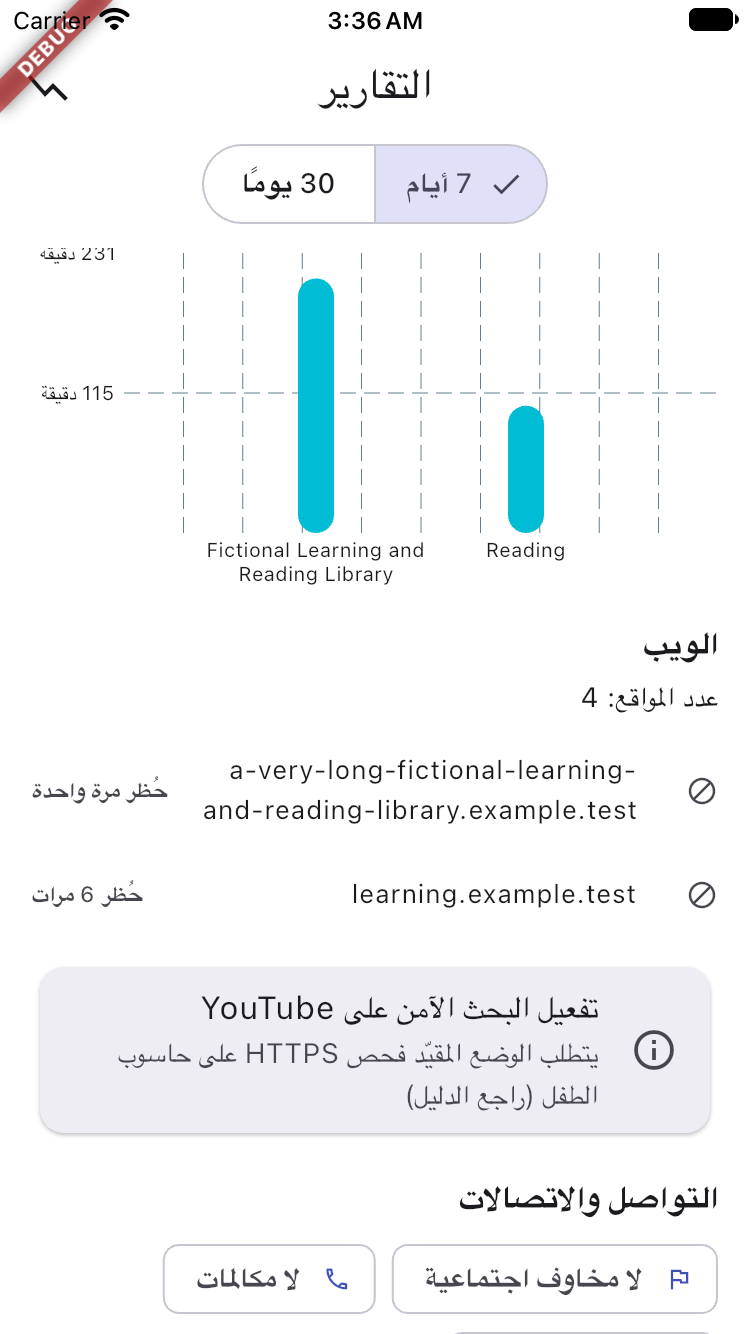 Carrier
3:36 AM
DEBUG
التقارير
7 أيام
30 يومًا
231 دقيقة
115 دقيقة
Fictional Learning and
Reading Library
Reading
الويب
عدد المواقع: 4
a-very-long-fictional-learning-
and-reading-library.example.test
حُظر مرة واحدة
learning.example.test
حُظر 6 مرات
تفعيل البحث الآمن على YouTube
يتطلب الوضع المقيّد فحص HTTPS على حاسوب
الطفل (راجع الدليل)
التواصل والاتصالات
لا مخاوف اجتماعية
لا مكالمات